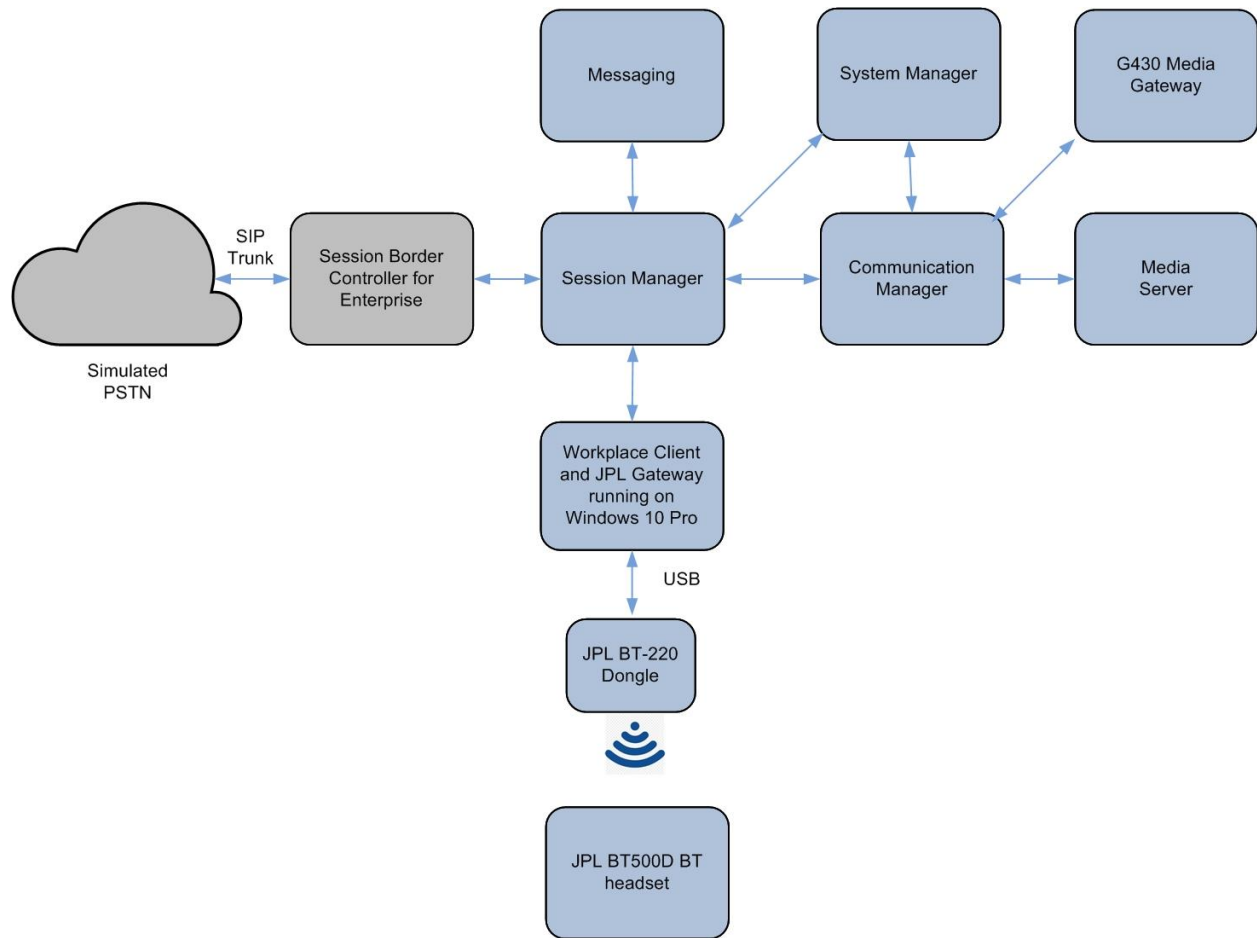 Messaging
System Manager
G430 Media
Gateway
SIP
Trunk
Session Border
Controller for
Enterprise
Session Manager
Communication
Manager
Media
Server
Simulated
PSTN
Workplace Client
and JPL Gateway
running on
Windows 10 Pro
USB
JPL BT-220
Dongle
JPL BT500D BT
headset